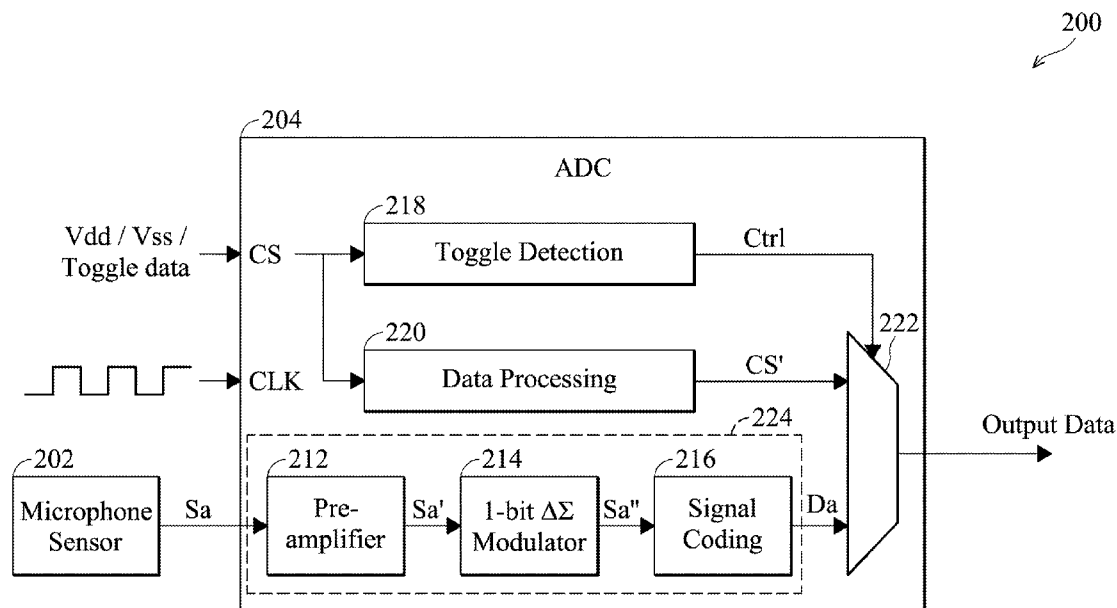 200
204
ADC
218
Vdd / Vss /
Toggle data
CS
Toggle Detection
Ctrl
220
222
CLK
Data Processing
CS'
224
Output Data
202
212
214
216
Microphone
Sensor
Sa
Pre-
amplifier
Sa'
1-bit ΔΣ
Modulator
Sa"
Signal
Coding
Da